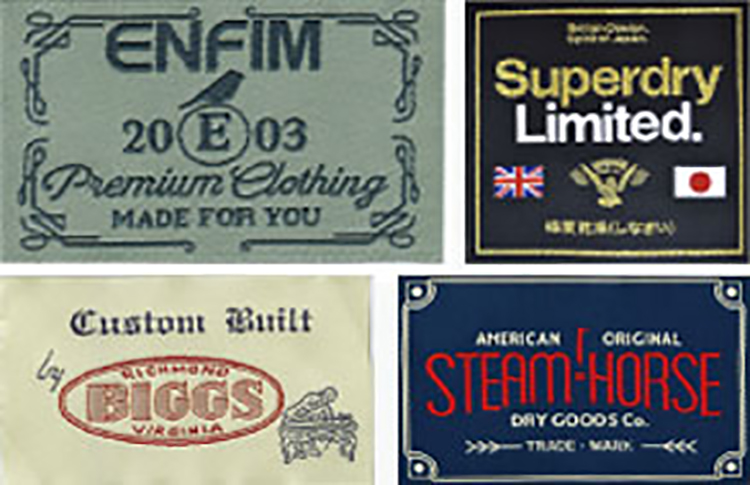 ENFIM
20 E 03
Premium Clothing
MADE FOR YOU
Superdry
Limited.
Custom Built
by
RICHMOND
BIGGS
VIRGINIA
AMERICAN ORIGINAL
STEAM-HORSE
DRY GOODS Co.
TRADE - MARK